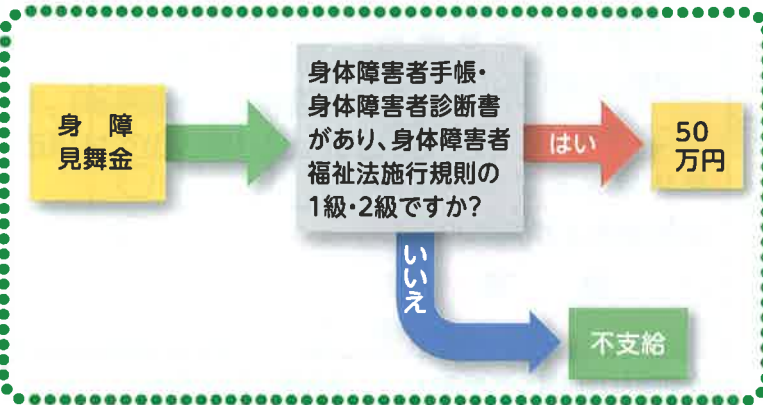 身　障
見舞金
身体障害者手帳・
身体障害者診断書
があり、身体障害者
福祉法施行規則の
1級・2級ですか?
はい
50
万円
いいえ
不支給